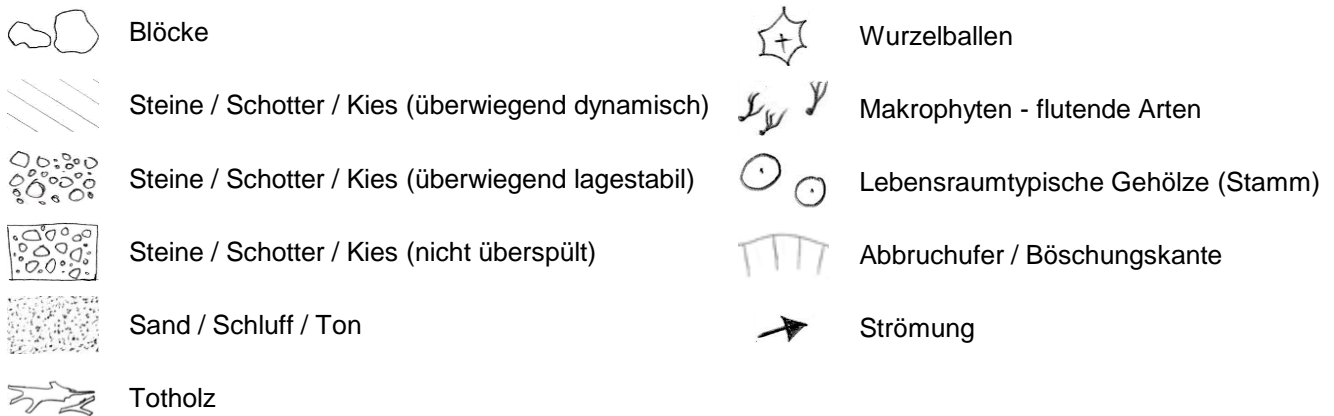 Blöcke
Steine / Schotter / Kies (überwiegend dynamisch)
Steine / Schotter / Kies (überwiegend lagestabil)
Steine / Schotter / Kies (nicht überspült)
Sand / Schluff / Ton
Totholz
Wurzelballen
Makrophyten - flutende Arten
Lebensraumtypische Gehölze (Stamm)
Abbruchufer / Böschungskante
Strömung